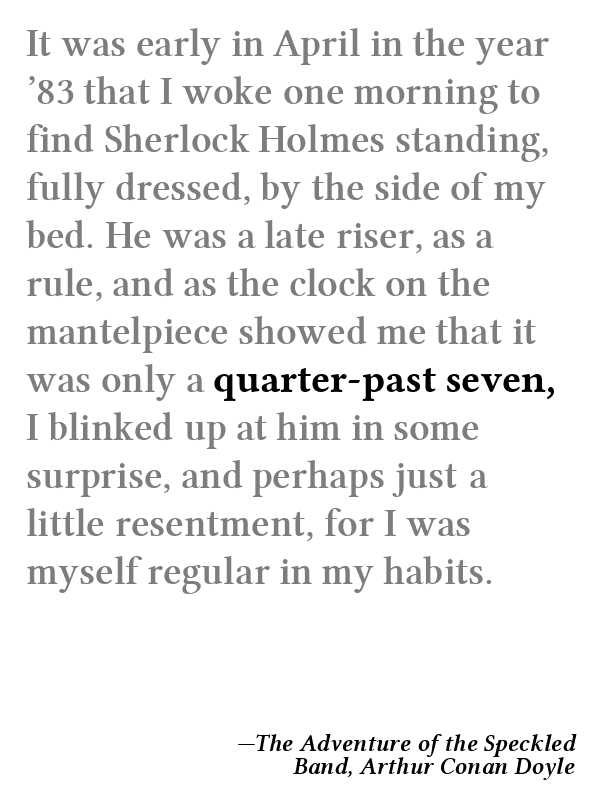 It was early in April in the year
’83 that I woke one morning to
find Sherlock Holmes standing,
fully dressed, by the side of my
bed. He was a late riser, as a
rule, and as the clock on the
mantelpiece showed me that it
was only a quarter-past seven,
I blinked up at him in some
surprise, and perhaps just a
little resentment, for I was
myself regular in my habits.
—The Adventure of the Speckled
Band, Arthur Conan Doyle